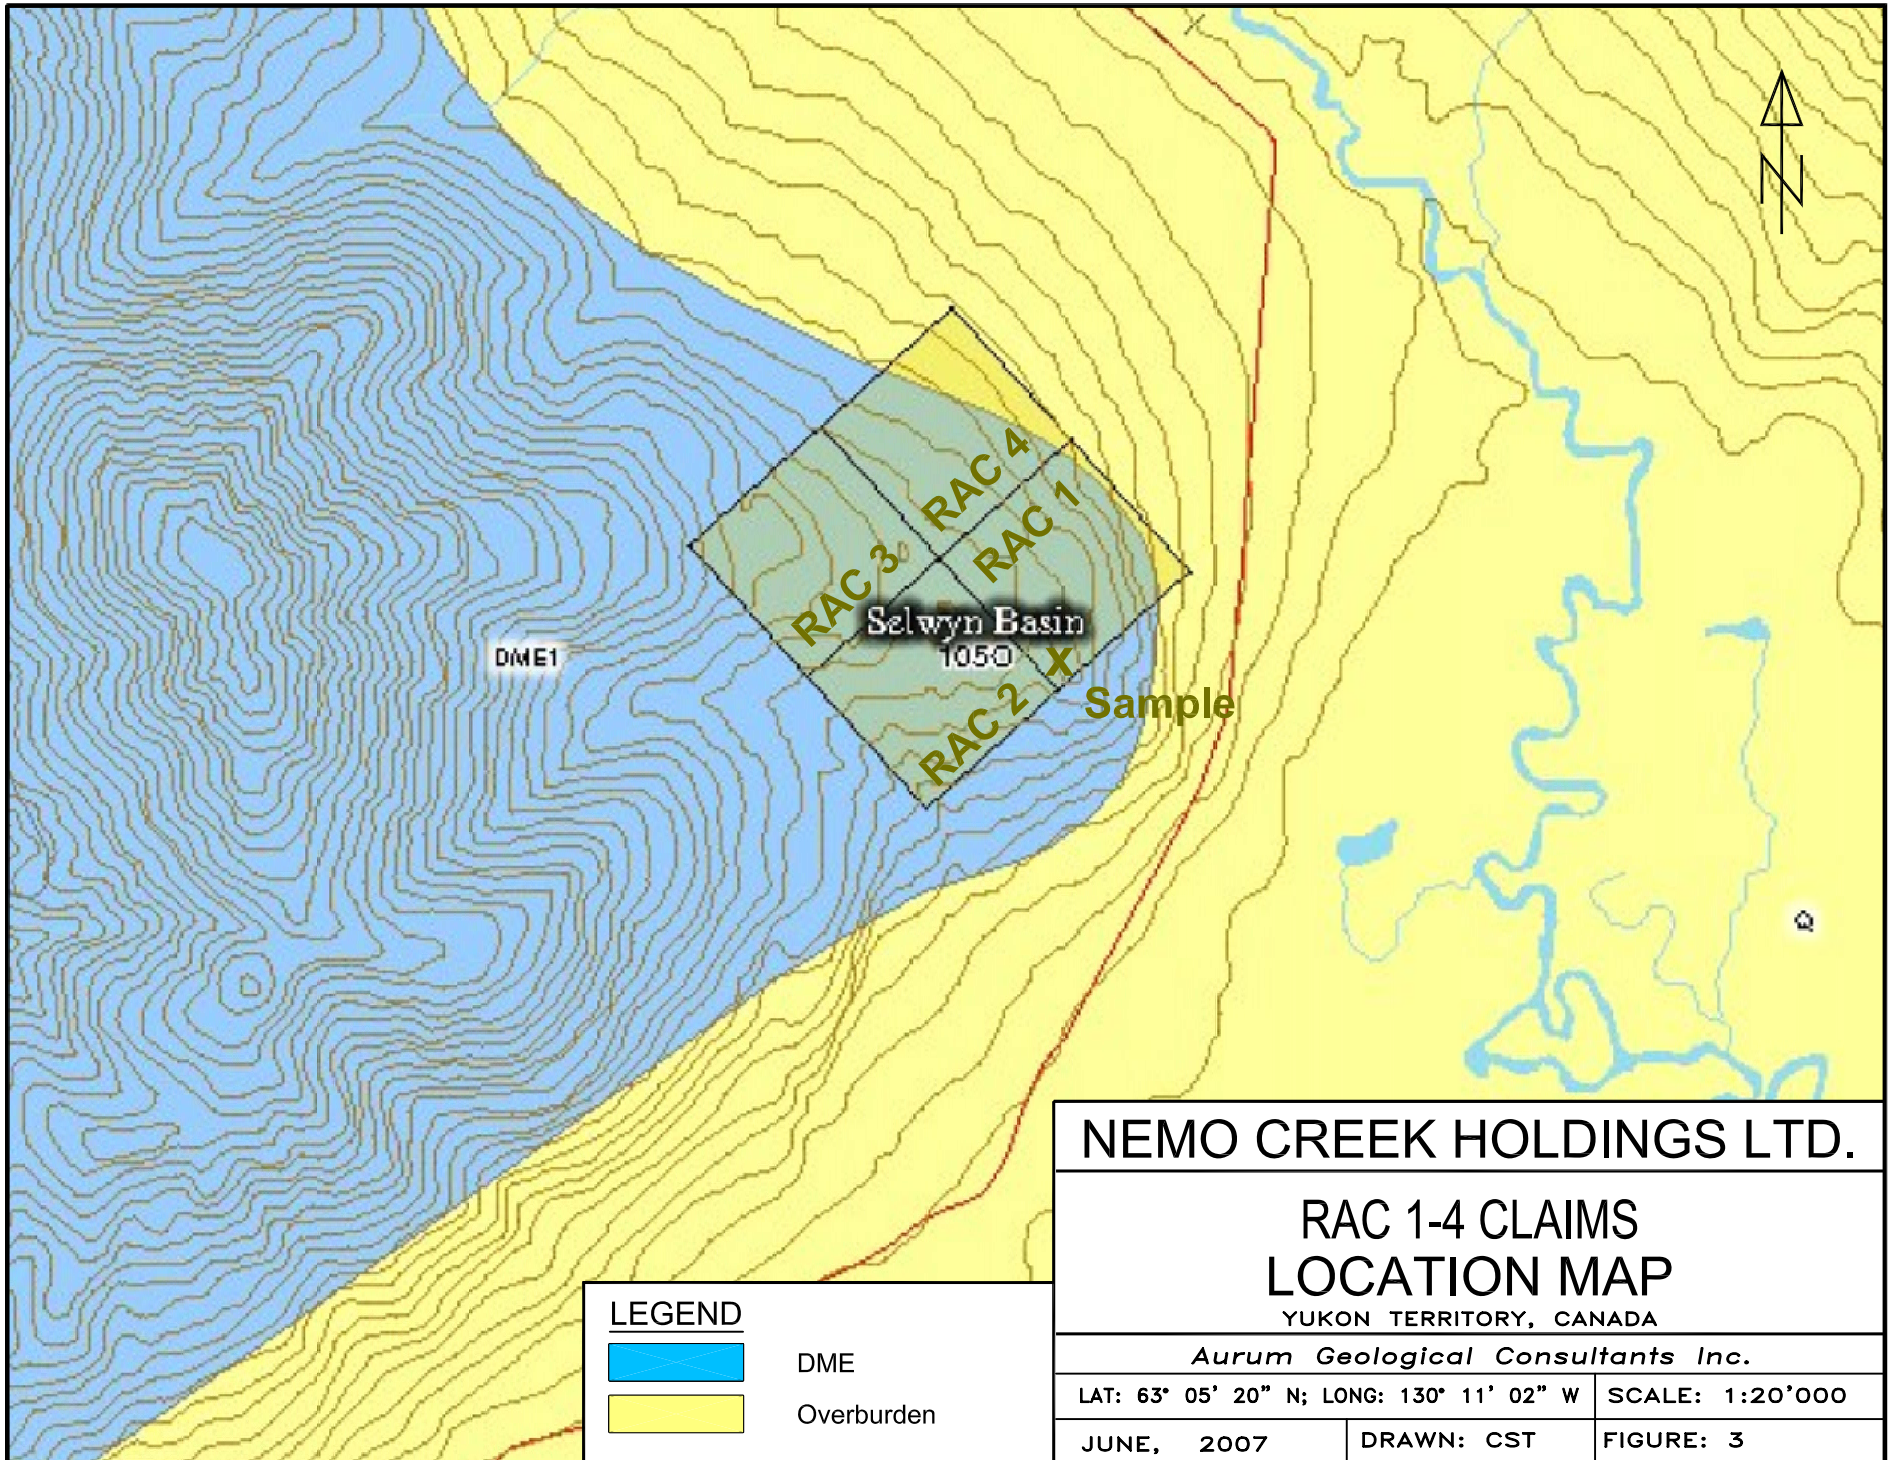 N
RAC 4
RAC 1
RAC 3
Selwyn Basin
1050
DME1
X
RAC 2
Sample
Q
NEMO CREEK HOLDINGS LTD.
RAC 1-4 CLAIMS
LOCATION MAP
YUKON TERRITORY, CANADA
Aurum Geological Consultants Inc.
LAT: 63° 05' 20" N; LONG: 130° 11' 02" W
SCALE: 1:20'000
JUNE, 2007
DRAWN: CST
FIGURE: 3
LEGEND
DME
Overburden